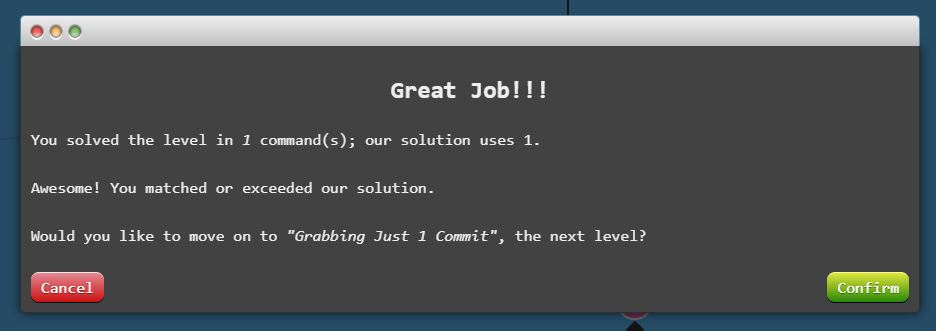 Great Job!!!
You solved the level in 1 command(s); our solution uses 1.
Awesome! You matched or exceeded our solution.
Would you like to move on to "Grabbing Just 1 Commit", the next level?
Cancel
Confirm